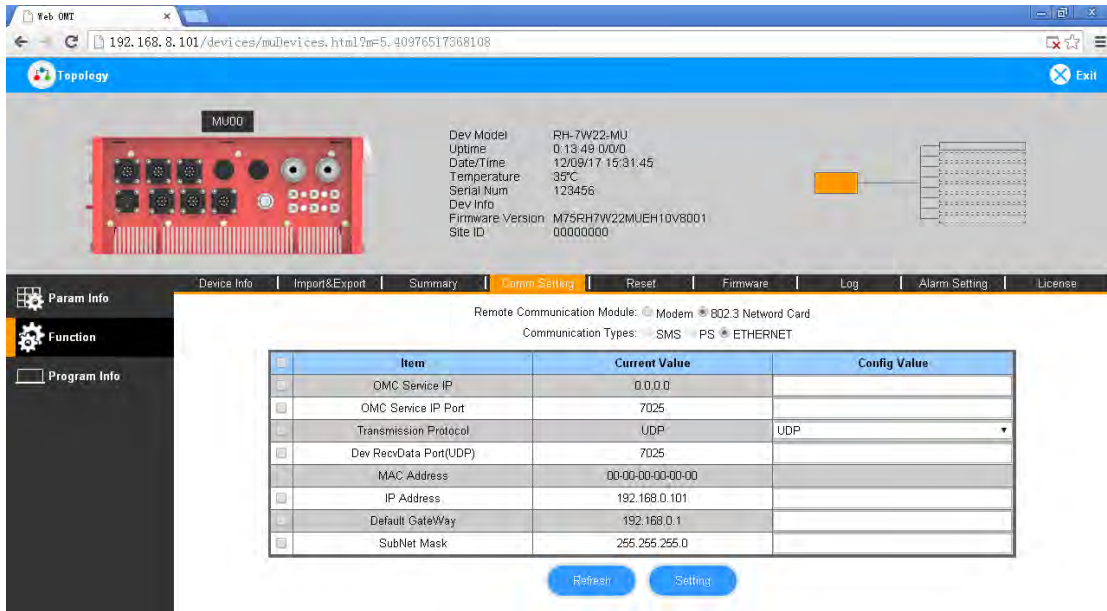 Web OMT
192.168.8.101/devices/muDevices.html?m=5.40976517368108
Topology
Exit
MU00
Dev Model RH-7W22-MU
Uptime 0:13:49 0/0/0
Date/Time 12/09/17 15:31:45
Temperature 35℃
Serial Num 123456
Dev Info
Firmware Version M75RH7W22MUEH10V8001
Site ID 00000000
Device Info Import&Export Summary Comm Setting Reset Firmware Log Alarm Setting License
Param Info
Function
Program Info
Remote Communication Module: Modem 802.3 Netword Card
Communication Types: SMS PS ETHERNET
Item Current Value Config Value
OMC Service IP 0.0.0.0
OMC Service IP Port 7025
Transmission Protocol UDP UDP
Dev RecvData Port(UDP) 7025
MAC Address 00-00-00-00-00-00
IP Address 192.168.0.101
Default GateWay 192.168.0.1
SubNet Mask 255.255.255.0
Refresh Setting